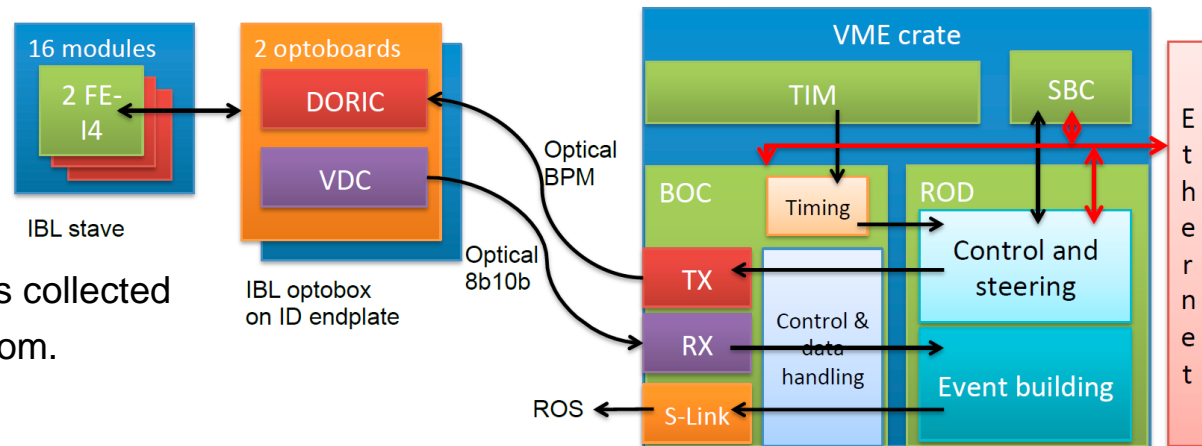 16 modules
2 FE-
I4
IBL stave
s collected
om.
2 optoboards
DORIC
VDC
IBL optobox
on ID endplate
Optical
BPM
Optical
8b10b
VME crate
TIM
SBC
BOC
Timing
TX
RX
S-Link
Control &
data
handling
ROS
ROD
Control and
steering
Event building
Ethernet